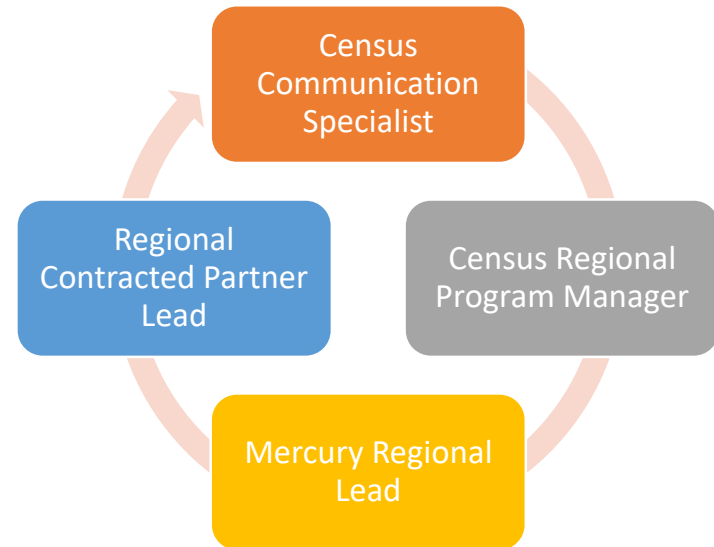 Census
Communication
Specialist
Regional
Contracted Partner
Lead
Census Regional
Program Manager
Mercury Regional
Lead